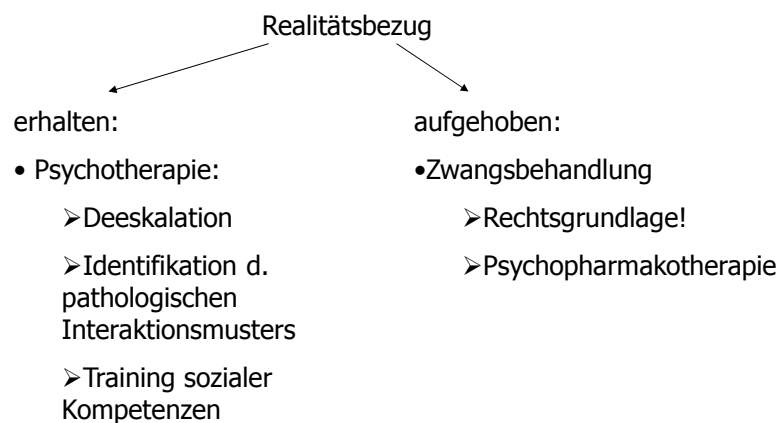 Realitätsbezug
erhalten:
• Psychotherapie:
➢Deeskalation
➢Identifikation d.
pathologischen
Interaktionsmusters
➢Training sozialer
Kompetenzen
aufgehoben:
•Zwangsbehandlung
➢Rechtsgrundlage!
➢Psychopharmakotherapie